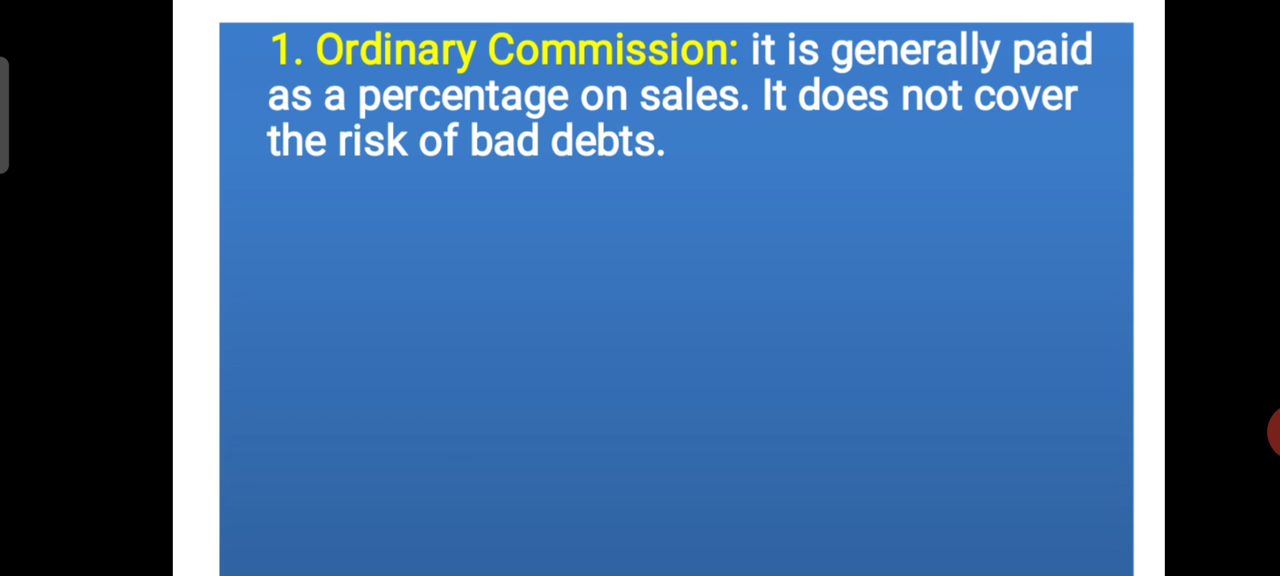 1. Ordinary Commission: it is generally paid
as a percentage on sales. It does not cover
the risk of bad debts.